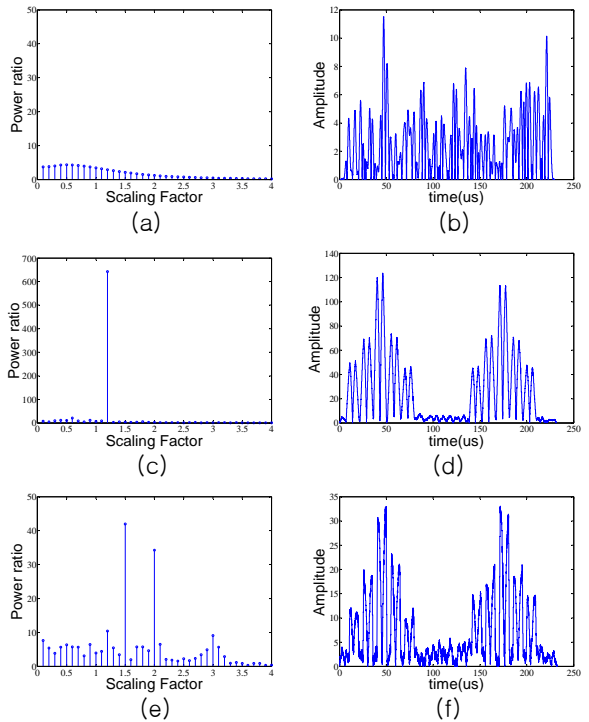 50
40
30
20
10
0
0 0.5 1 1.5 2 2.5 3 3.5 4
Power ratio
Scaling Factor
(a)
12
10
8
6
4
2
0
0 50 100 150 200 250
Amplitude
time(us)
(b)
700
600
500
400
300
200
100
0
0 0.5 1 1.5 2 2.5 3 3.5 4
Power ratio
Scaling Factor
(c)
140
120
100
80
60
40
20
0
0 50 100 150 200 250
Amplitude
time(us)
(d)
50
40
30
20
10
0
0 0.5 1 1.5 2 2.5 3 3.5 4
Power ratio
Scaling Factor
(e)
35
30
25
20
15
10
5
0
0 50 100 150 200 250
Amplitude
time(us)
(f)